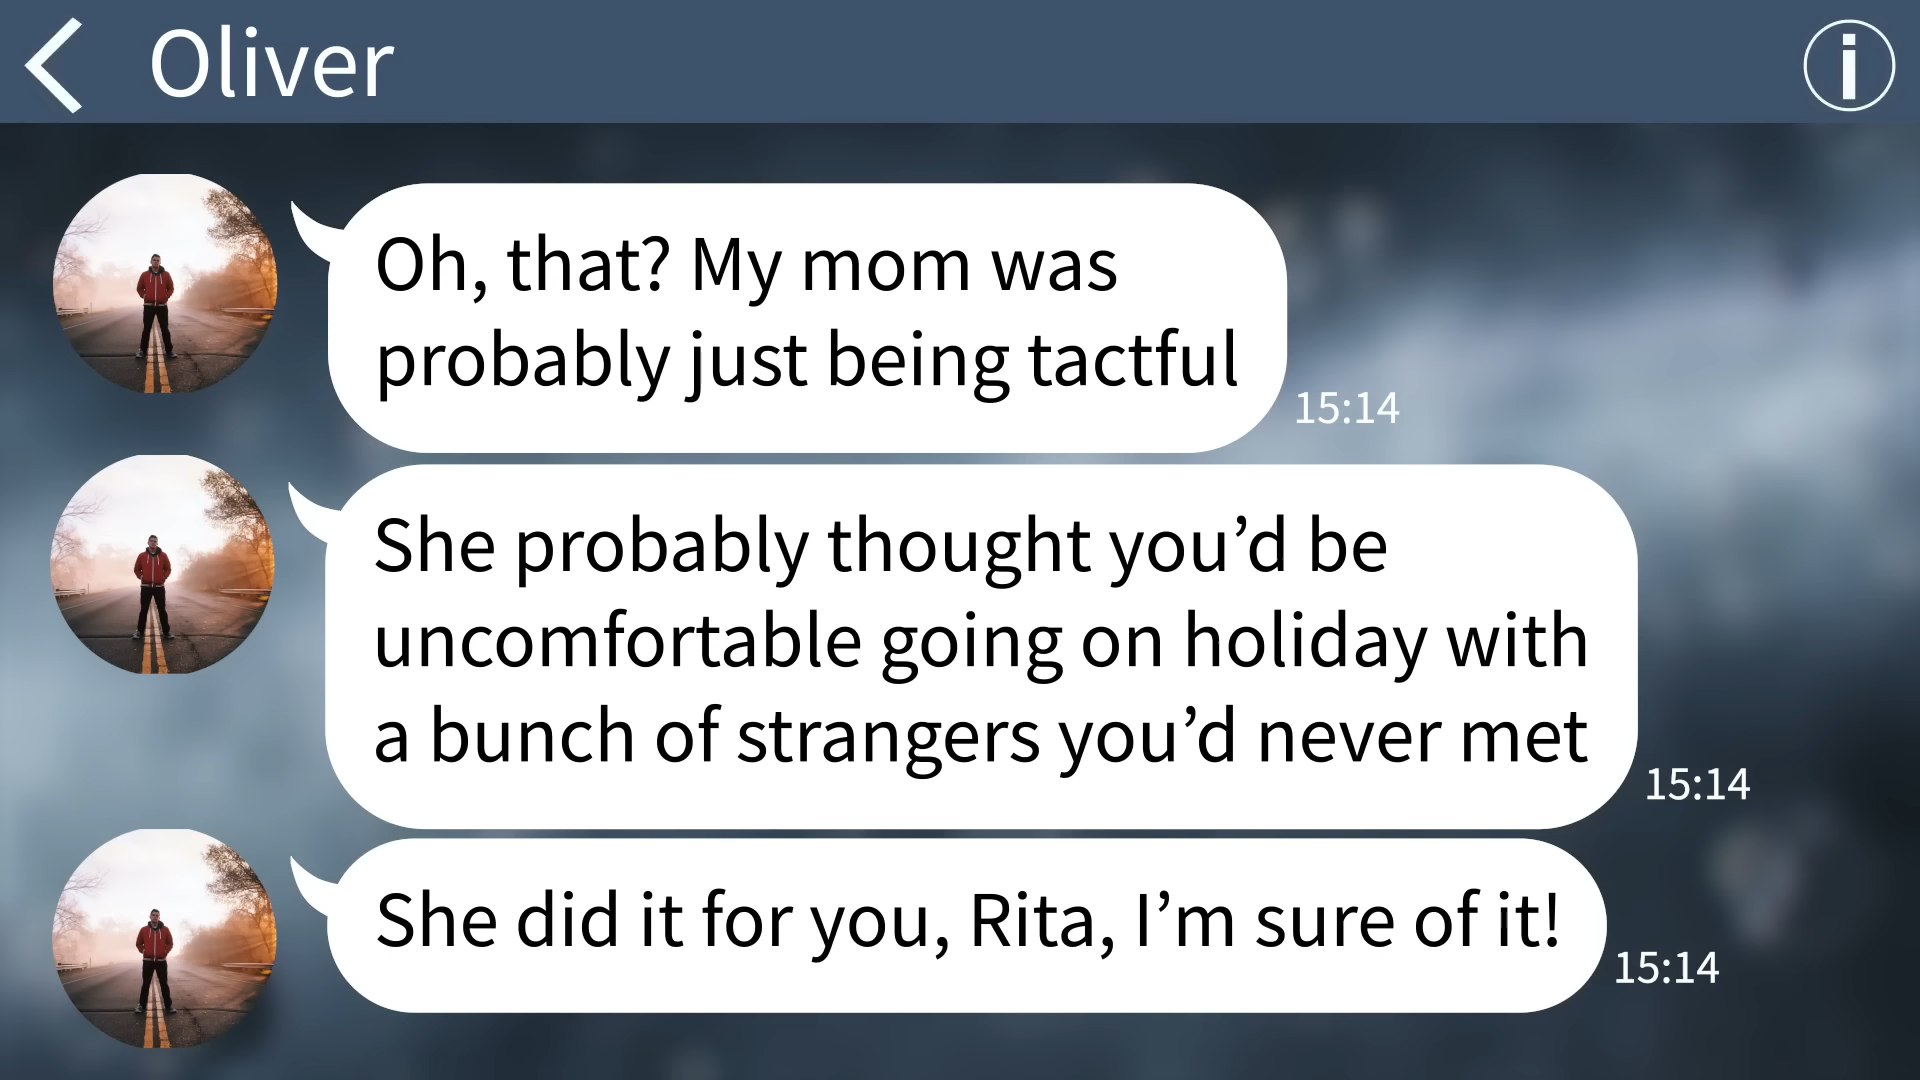 Oliver
Oh, that? My mom was
probably just being tactful
15:14
She probably thought you’d be
uncomfortable going on holiday with
a bunch of strangers you’d never met
15:14
She did it for you, Rita, I’m sure of it!
15:14